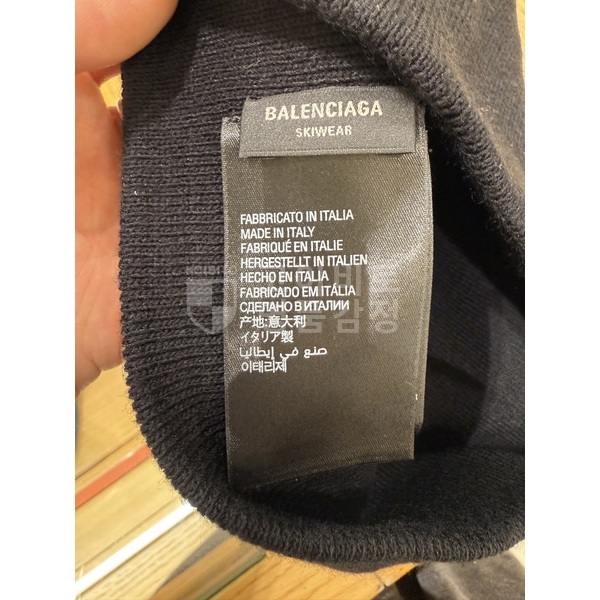 BALENCIAGA
SKIWEAR
FABBRICATO IN ITALIA
MADE IN ITALY
FABRIQUÉ EN ITALIE
HERGESTELLT IN ITALIEN
HECHO EN ITALIA
FABRICADO EM ITÁLIA
СДЕЛАНО В ИТАЛИИ
产地:意大利
イタリア製
صنع في إيطاليا
이태리제